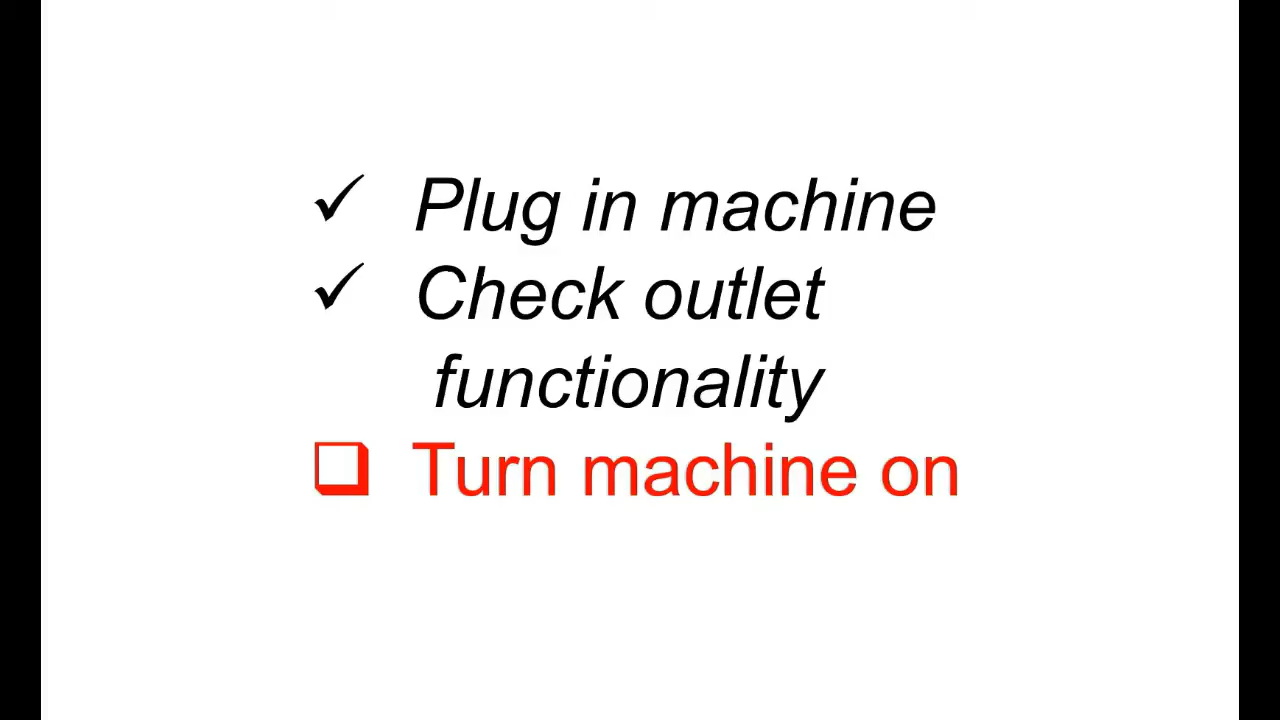 ✓ Plug in machine
✓ Check outlet
functionality
❑ Turn machine on